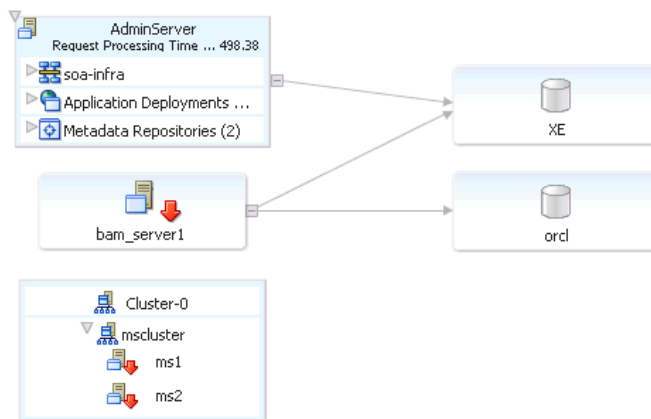 AdminServer
Request Processing Time ... 498.38
soa-infra
Application Deployments ...
Metadata Repositories (2)
XE
bam_server1
orcl
Cluster-0
mscluster
ms1
ms2